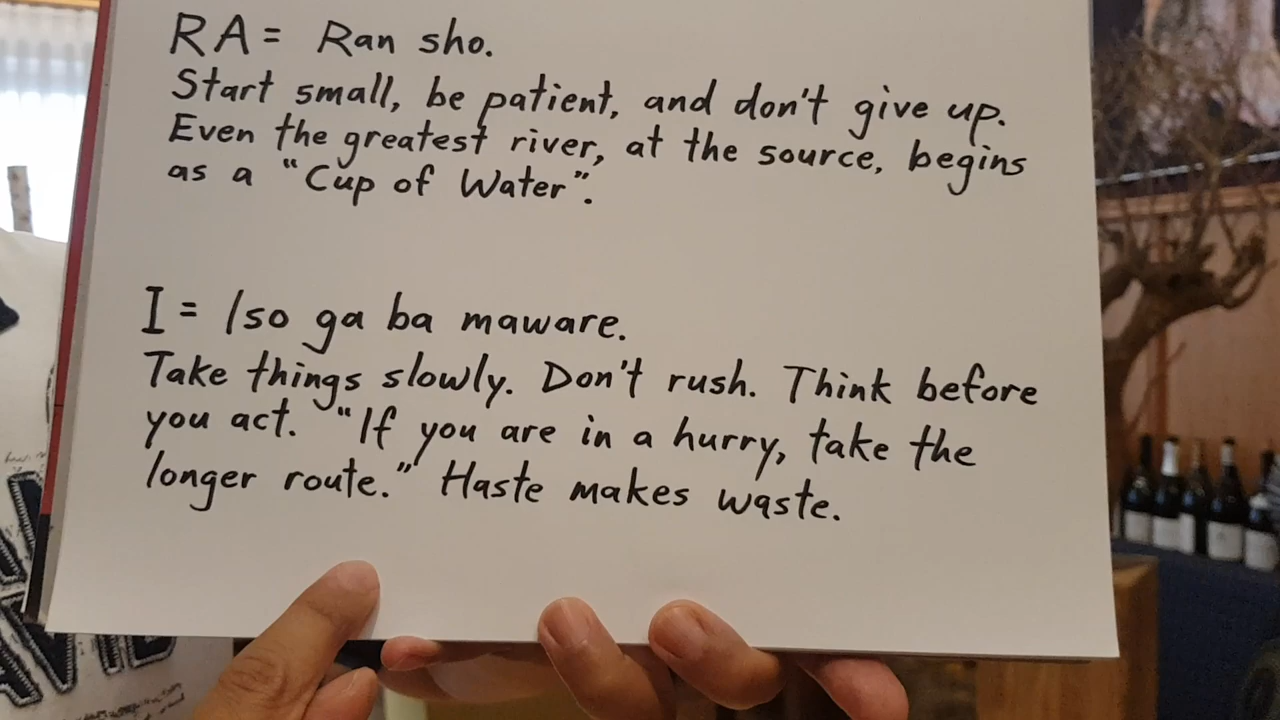 RA = Ran sho.
Start small, be patient, and don't give up.
Even the greatest river, at the source, begins
as a "Cup of Water".
I = Iso ga ba maware.
Take things slowly. Don't rush. Think before
you act. "If you are in a hurry, take the
longer route." Haste makes waste.